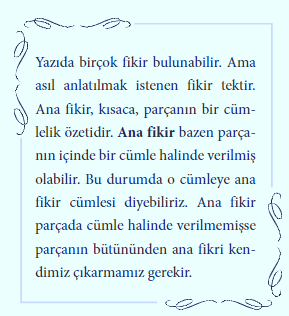 Yazıda birçok fikir bulunabilir. Ama
asıl anlatılmak istenen fikir tektir.
Ana fikir, kısaca, parçanın bir cüm-
lelik özetidir. Ana fikir bazen parça-
nın içinde bir cümle halinde verilmiş
olabilir. Bu durumda o cümleye ana
fikir cümlesi diyebiliriz. Ana fikir
parçada cümle halinde verilmemişse
parçanın bütününden ana fikri ken-
dimiz çıkarmamız gerekir.